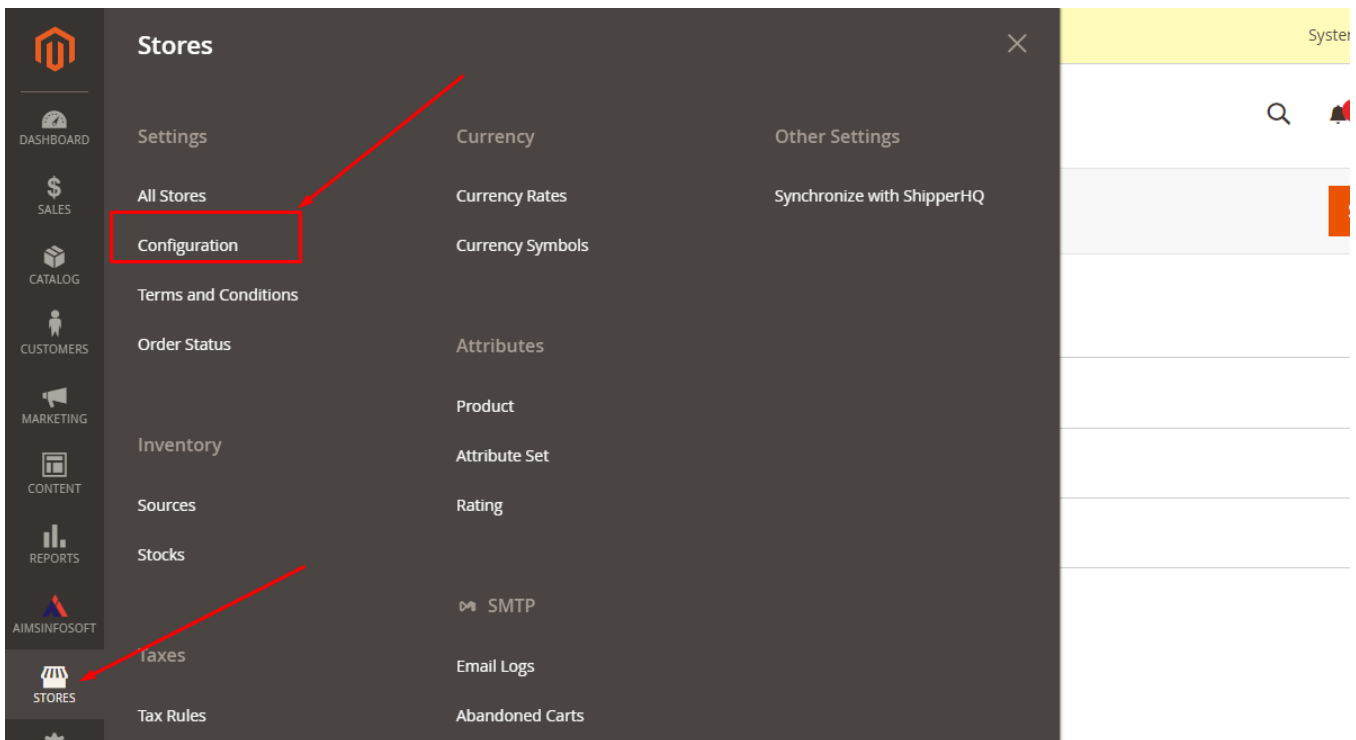 Stores
Settings
All Stores
Configuration
Terms and Conditions
Order Status
Inventory
Sources
Stocks
Taxes
Tax Rules
Currency
Currency Rates
Currency Symbols
Attributes
Product
Attribute Set
Rating
SMTP
Email Logs
Abandoned Carts
Other Settings
Synchronize with ShipperHQ
DASHBOARD
SALES
CATALOG
CUSTOMERS
MARKETING
CONTENT
REPORTS
AIMSINFOSOFT
STORES